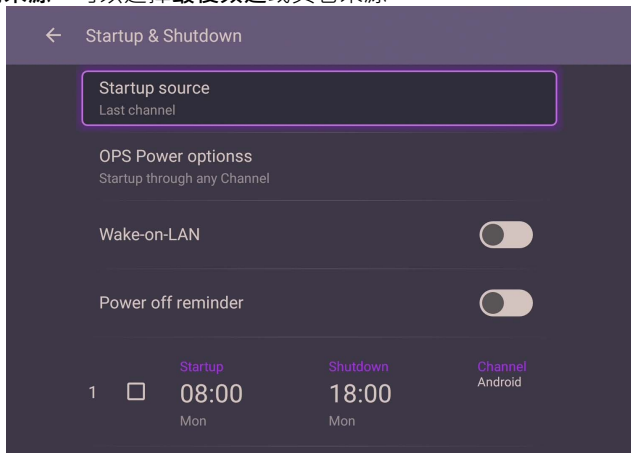 Startup & Shutdown
Startup source
Last channel
OPS Power optionss
Startup through any Channel
Wake-on-LAN
Power off reminder
Startup Shutdown Channel
1 08:00 18:00 Android
Mon Mon